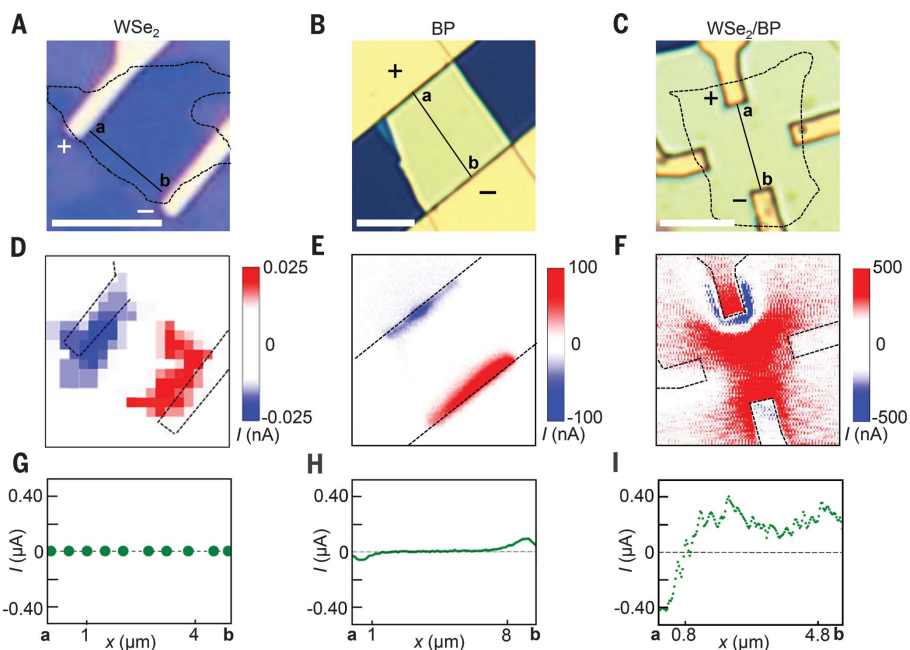 A WSe₂
B BP
C WSe₂/BP
+ a b −
+ a b −
+ a b −
D 0.025 0 -0.025 I (nA)
E 100 0 -100 I (nA)
F 500 0 -500 I (nA)
G 0.40 0 -0.40 I (μA)
a 1 x (μm) 4 b
H 0.40 0 -0.40 I (μA)
a 1 x (μm) 8 b
I 0.40 0 -0.40 I (μA)
a 0.8 x (μm) 4.8 b